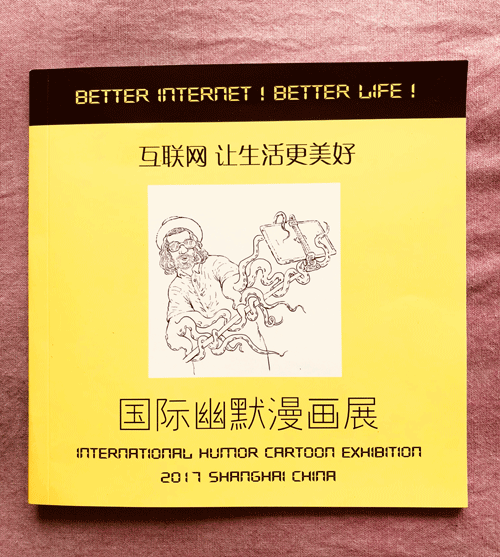 BETTER INTERNET ! BETTER LIFE !
互联网 让生活更美好
国际幽默漫画展
INTERNATIONAL HUMOR CARTOON EXHIBITION
2017 SHANGHAI CHINA